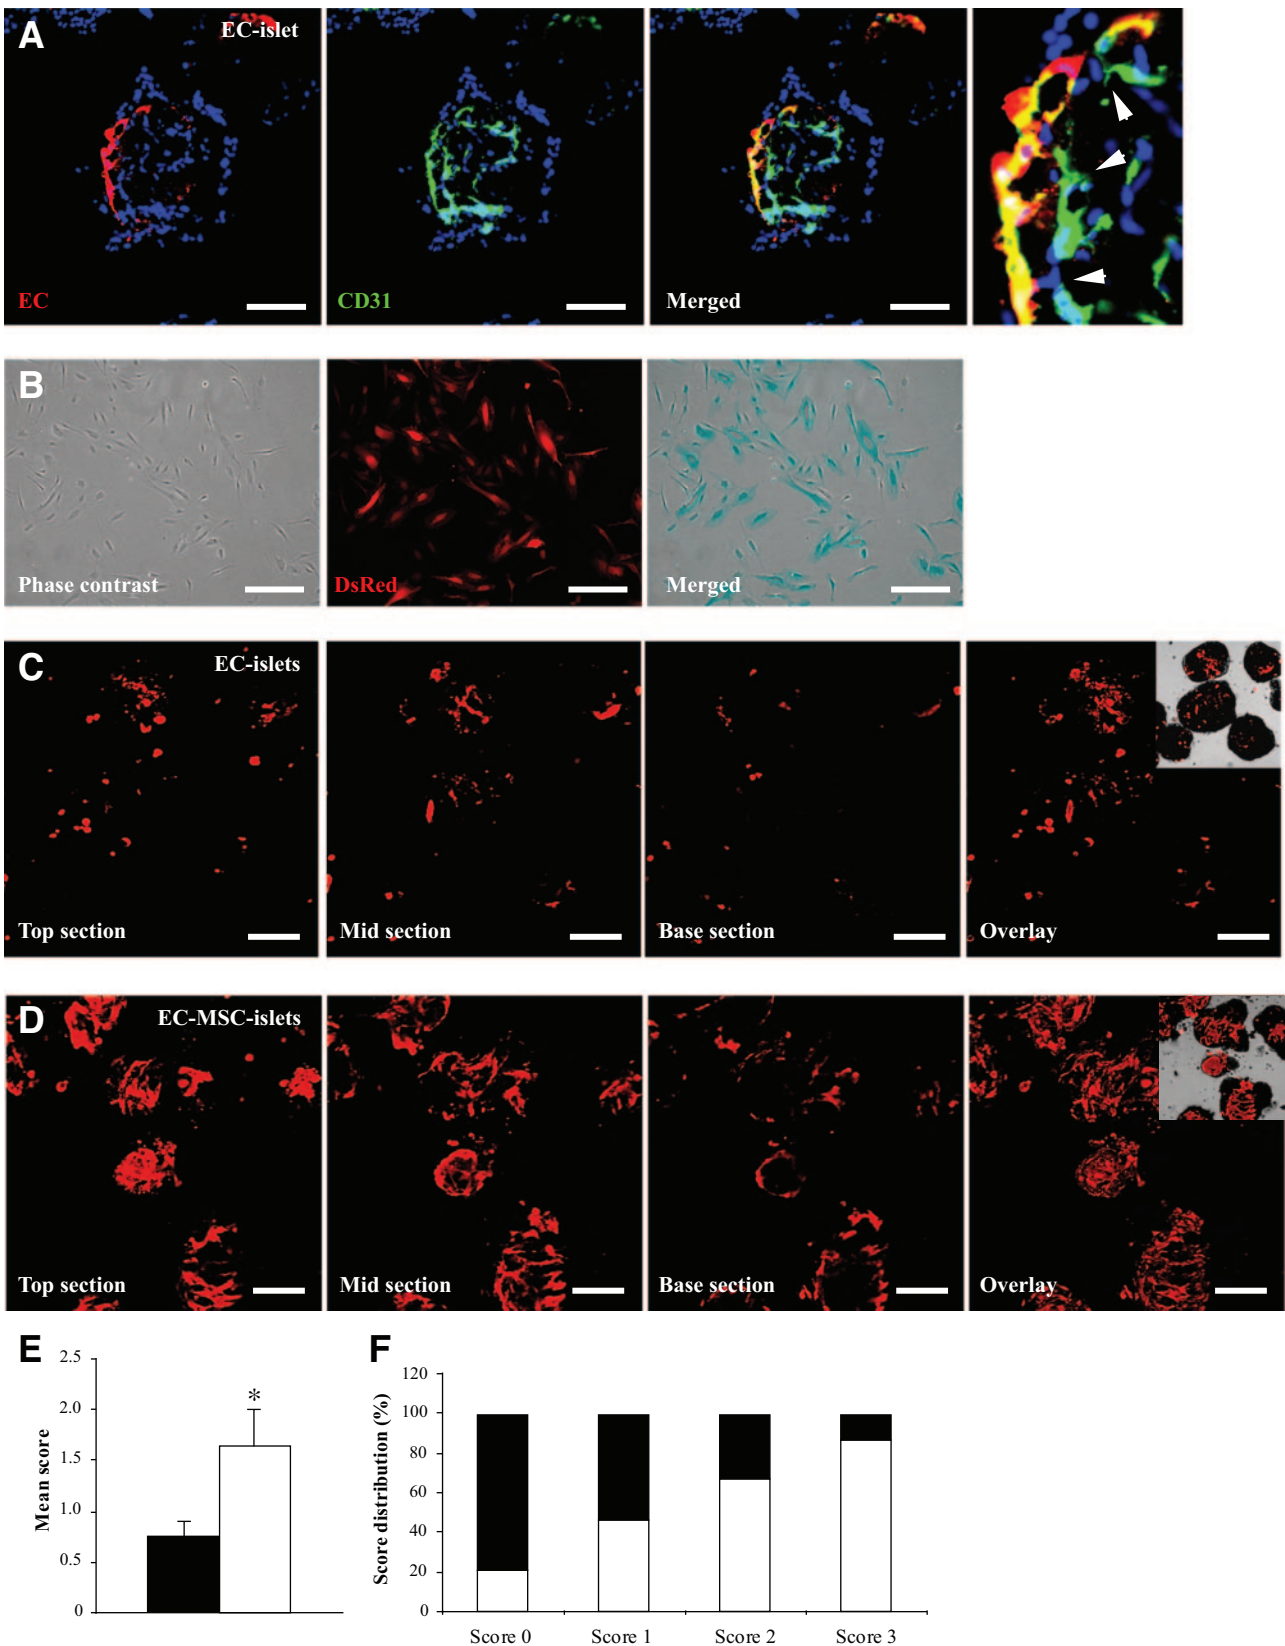 A
EC-islet
EC
CD31
Merged
B
Phase contrast
DsRed
Merged
C
EC-islets
Top section
Mid section
Base section
Overlay
D
EC-MSC-islets
Top section
Mid section
Base section
Overlay
E
Mean score
2.5
2.0
1.5
1.0
0.5
0
*
F
Score distribution (%)
120
100
80
60
40
20
0
Score 0
Score 1
Score 2
Score 3